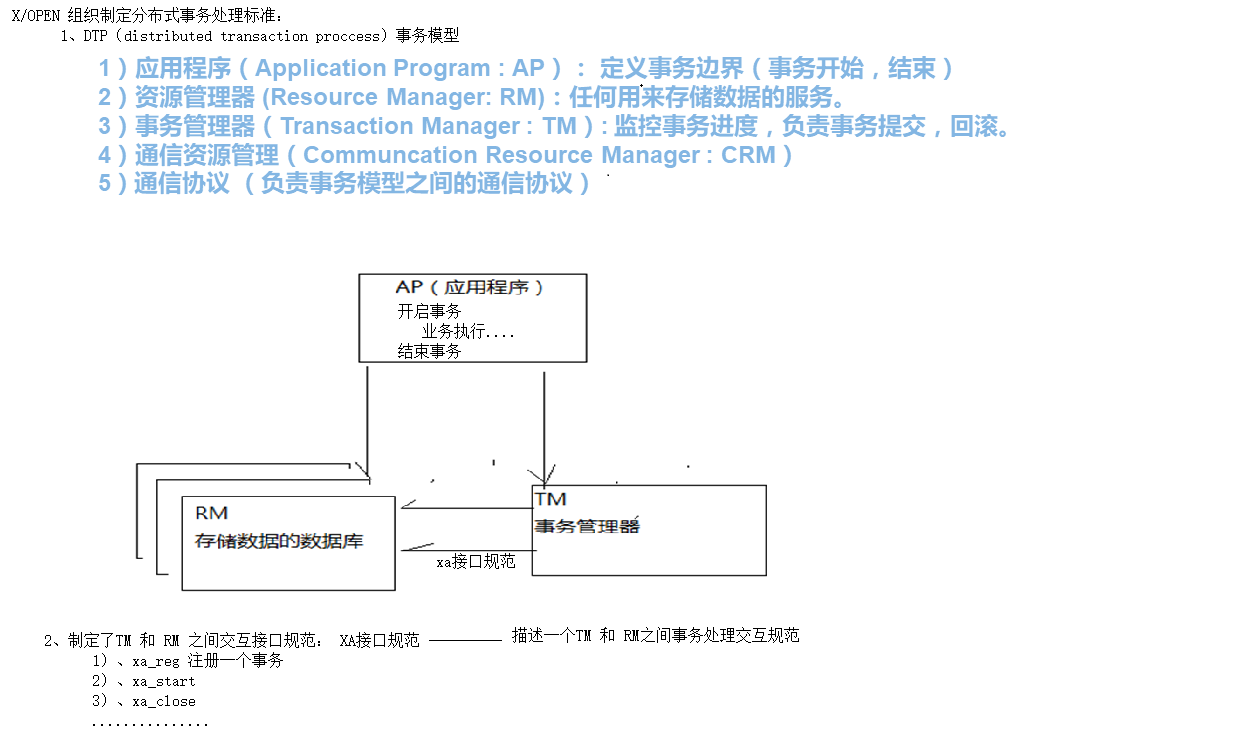 X/OPEN 组织制定分布式事务处理标准：
1、DTP（distributed transaction proccess）事务模型
1）应用程序（Application Program : AP ）： 定义事务边界（事务开始，结束）
2）资源管理器 (Resource Manager: RM)：任何用来存储数据的服务。
3）事务管理器（ Transaction Manager : TM ）: 监控事务进度，负责事务提交，回滚。
4）通信资源管理（Communcation Resource Manager : CRM ）
5）通信协议 （负责事务模型之间的通信协议）
AP（应用程序）
开启事务
业务执行....
结束事务
RM
存储数据的数据库
TM
事务管理器
xa接口规范
2、制定了TM 和 RM 之间交互接口规范： XA接口规范 ———— 描述一个TM 和 RM之间事务处理交互规范
1）、xa_reg 注册一个事务
2）、xa_start
3）、xa_close
...............